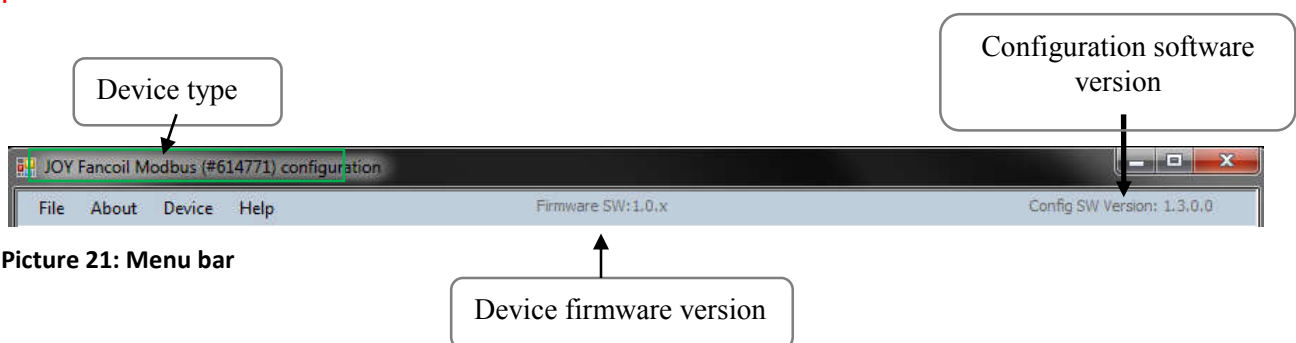 Configuration software
version
Device type
JOY Fancoil Modbus (#614771) configuration
File About Device Help Firmware SW:1.0.x Config SW Version: 1.3.0.0
Picture 21: Menu bar
Device firmware version